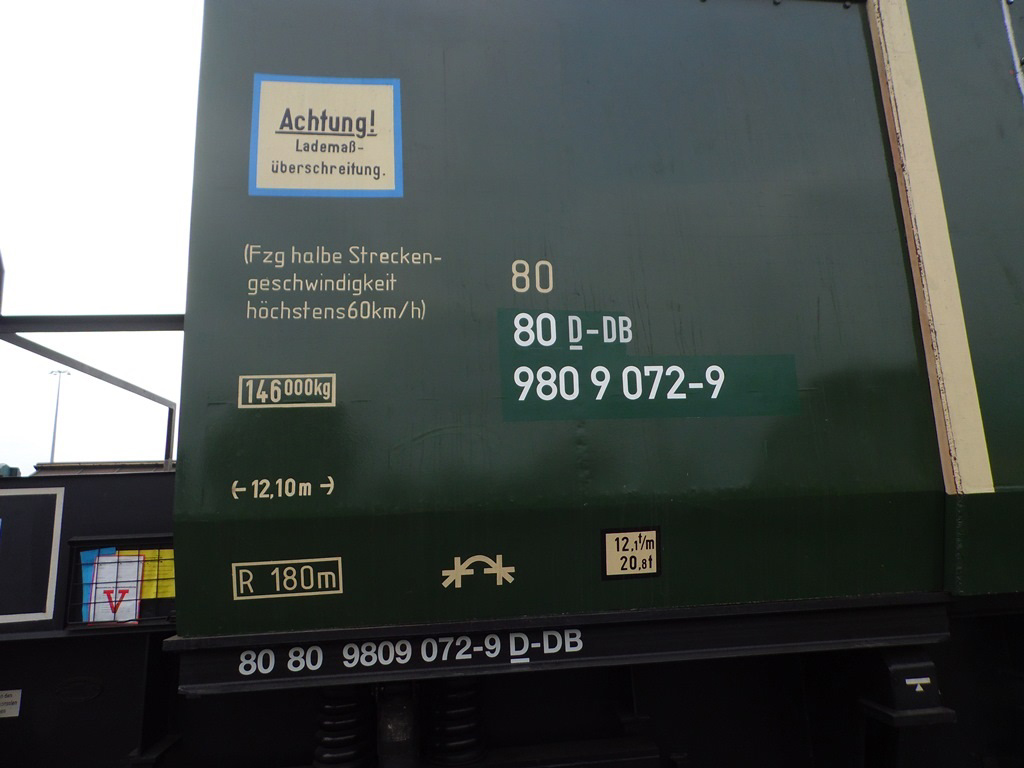 Achtung!
Lademaß-
überschreitung.
(Fzg halbe Strecken-
geschwindigkeit
höchstens60km/h)
80
80 D-DB
980 9 072-9
146000kg
12,10m
R 180m
12,1t/m
20,8t
V
80 80 9809 072-9 D-DB